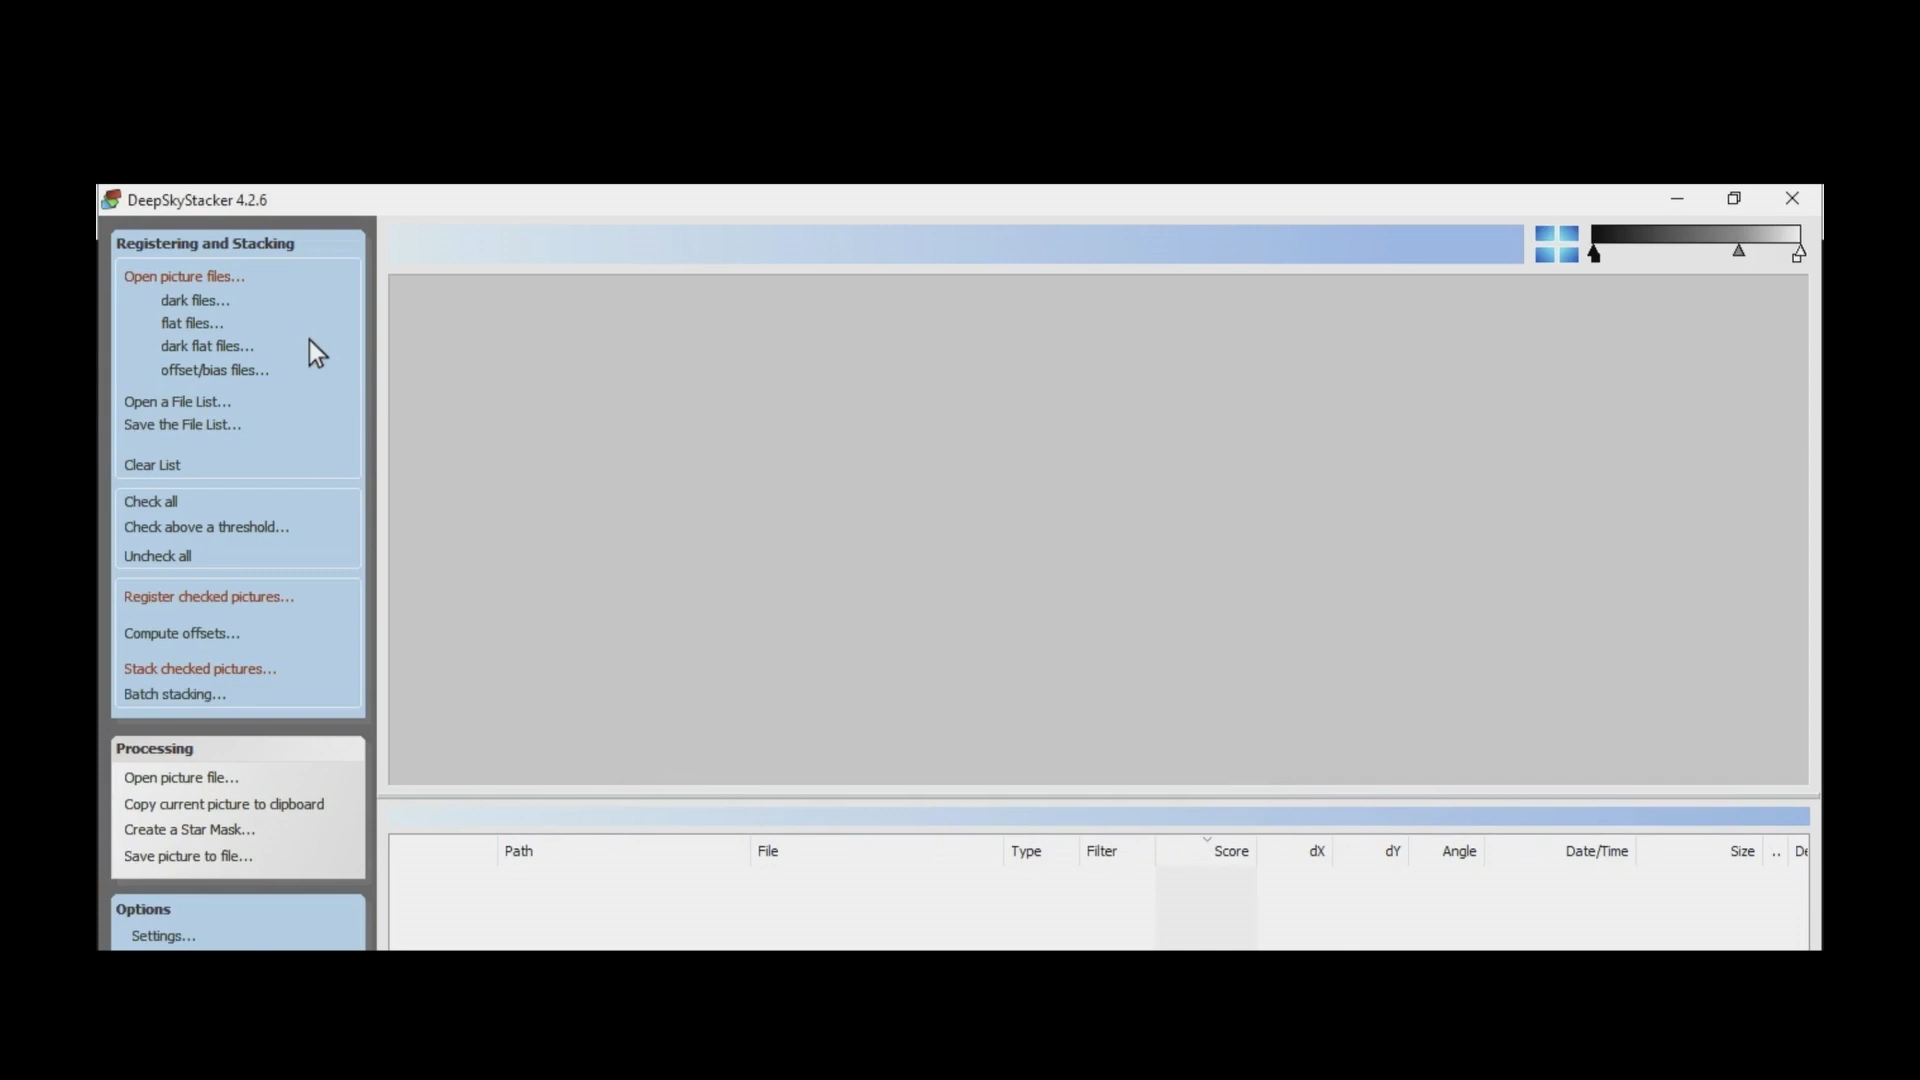 DeepSkyStacker 4.2.6
Registering and Stacking
Open picture files...
dark files...
flat files...
dark flat files...
offset/bias files...
Open a File List...
Save the File List...
Clear List
Check all
Check above a threshold...
Uncheck all
Register checked pictures...
Compute offsets...
Stack checked pictures...
Batch stacking...
Processing
Open picture file...
Copy current picture to clipboard
Create a Star Mask...
Save picture to file...
Options
Settings...
Path File Type Filter Score dX dY Angle Date/Time Size ..